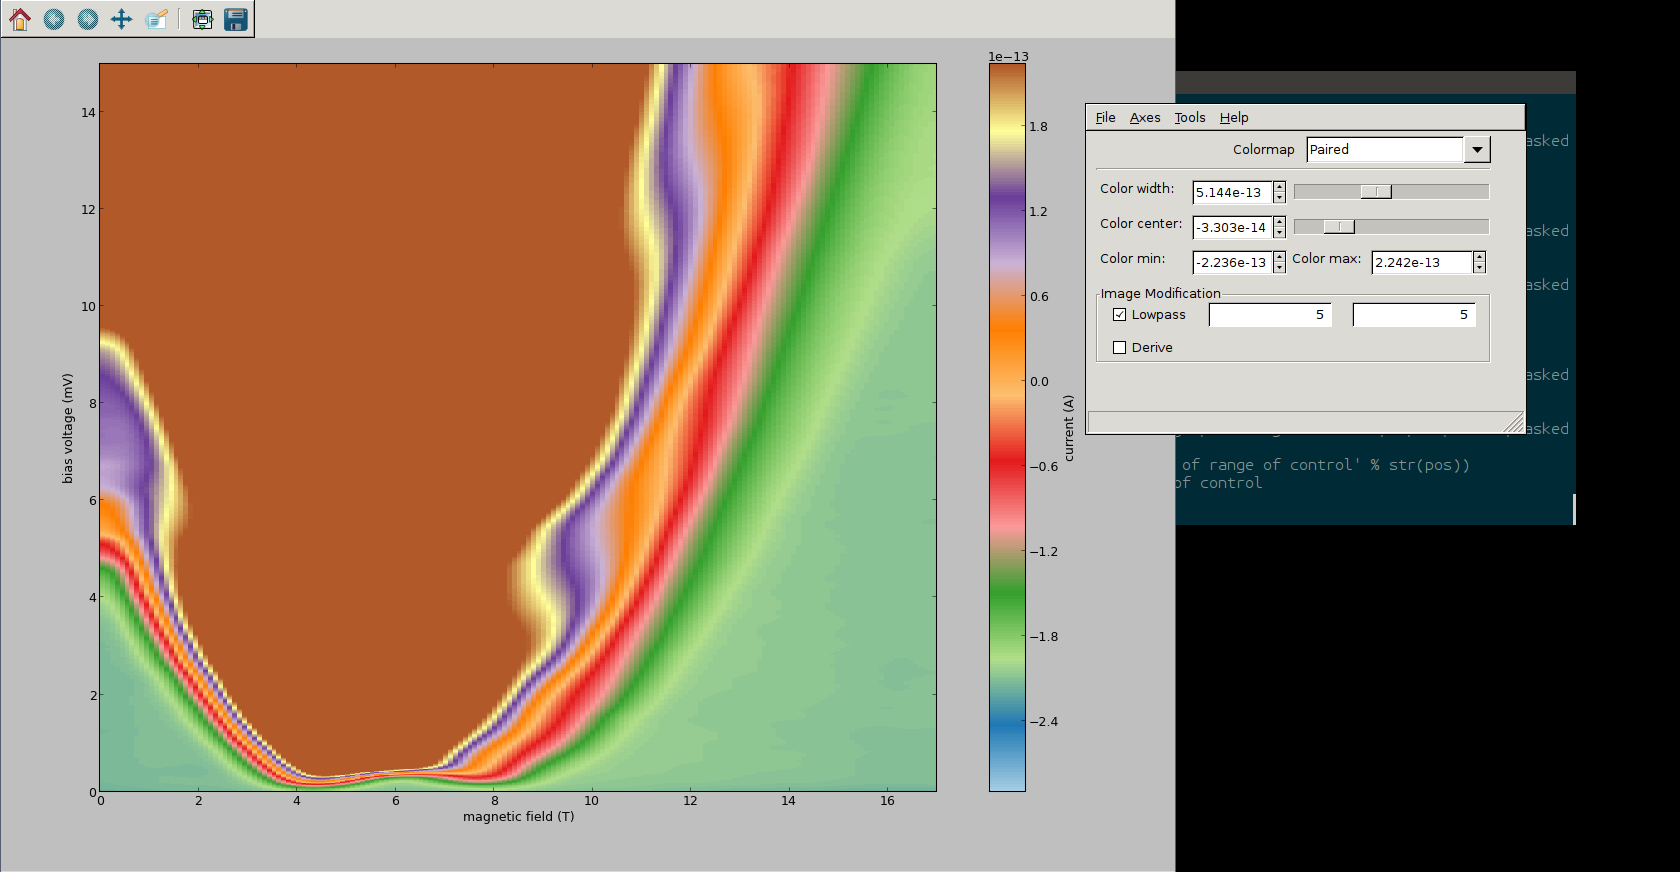 1e−13
14
12
10
8
6
4
2
0
bias voltage (mV)
0 2 4 6 8 10 12 14 16
magnetic field (T)
1.8
1.2
0.6
0.0
−0.6
−1.2
−1.8
−2.4
current (A)
File Axes Tools Help
Colormap Paired
Color width: 5.144e-13
Color center: -3.303e-14
Color min: -2.236e-13 Color max: 2.242e-13
Image Modification
Lowpass 5 5
Derive
asked
asked
asked
asked
asked
of range of control' % str(pos))
of control